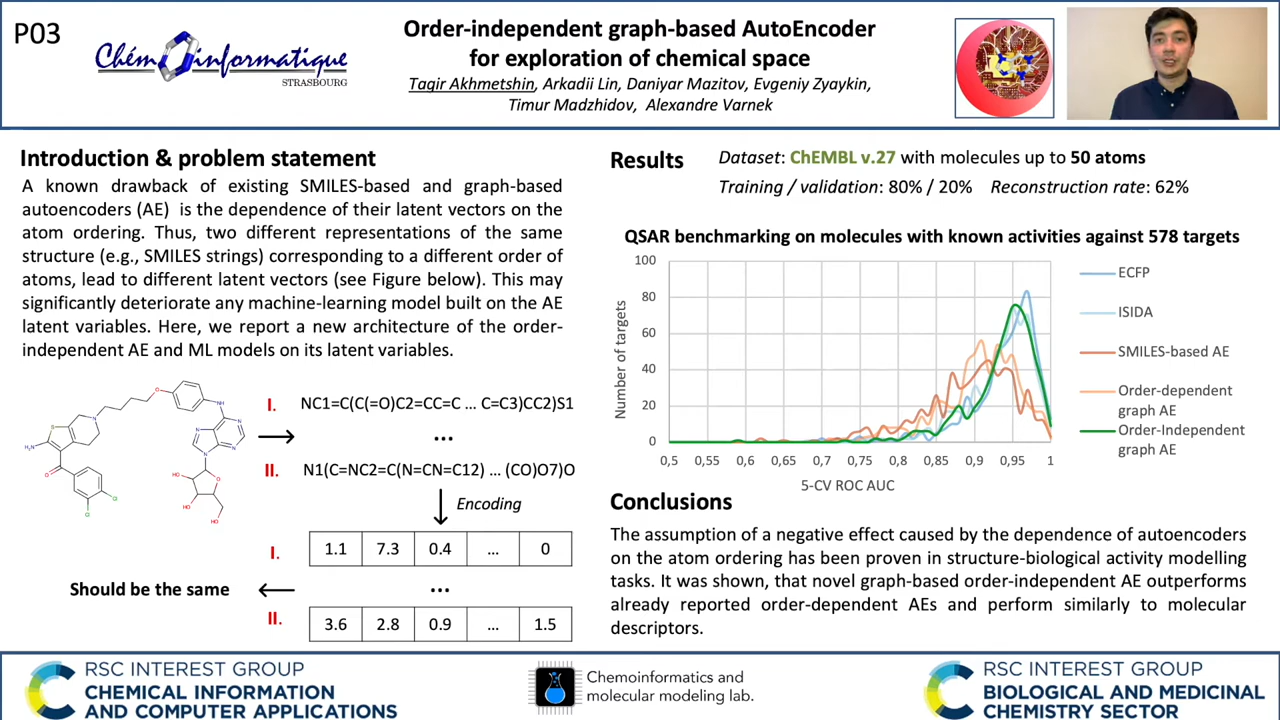 P03
Chém informatique
STRASBOURG
Order-independent graph-based AutoEncoder
for exploration of chemical space
Tagir Akhmetshin, Arkadii Lin, Daniyar Mazitov, Evgeniy Zyaykin,
Timur Madzhidov, Alexandre Varnek
Introduction & problem statement
A known drawback of existing SMILES-based and graph-based
autoencoders (AE) is the dependence of their latent vectors on the
atom ordering. Thus, two different representations of the same
structure (e.g., SMILES strings) corresponding to a different order of
atoms, lead to different latent vectors (see Figure below). This may
significantly deteriorate any machine-learning model built on the AE
latent variables. Here, we report a new architecture of the order-
independent AE and ML models on its latent variables.
I. NC1=C(C(=O)C2=CC=C ... C=C3)CC2)S1
...
II. N1(C=NC2=C(N=CN=C12) ... (CO)O7)O
Encoding
I. 1.1 7.3 0.4 ... 0
Should be the same ...
II. 3.6 2.8 0.9 ... 1.5
Results
Dataset: ChEMBL v.27 with molecules up to 50 atoms
Training / validation: 80% / 20% Reconstruction rate: 62%
QSAR benchmarking on molecules with known activities against 578 targets
Number of targets
100
80
60
40
20
0
0,5 0,55 0,6 0,65 0,7 0,75 0,8 0,85 0,9 0,95 1
5-CV ROC AUC
ECFP
ISIDA
SMILES-based AE
Order-dependent
graph AE
Order-Independent
graph AE
Conclusions
The assumption of a negative effect caused by the dependence of autoencoders
on the atom ordering has been proven in structure-biological activity modelling
tasks. It was shown, that novel graph-based order-independent AE outperforms
already reported order-dependent AEs and perform similarly to molecular
descriptors.
RSC INTEREST GROUP
CHEMICAL INFORMATION
AND COMPUTER APPLICATIONS
Chemoinformatics and
molecular modeling lab.
RSC INTEREST GROUP
BIOLOGICAL AND MEDICINAL
CHEMISTRY SECTOR